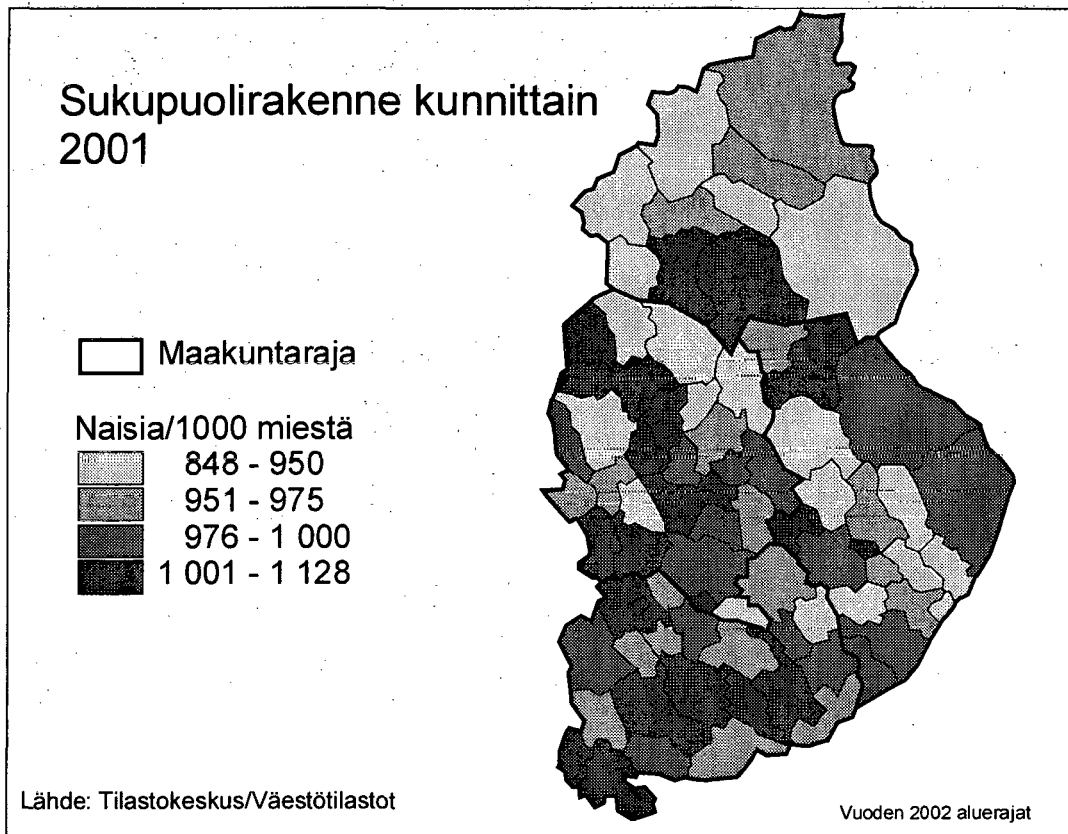 Sukupuolirakenne kunnittain
2001
Maakuntaraja
Naisia/1000 miestä
848 - 950
951 - 975
976 - 1 000
1 001 - 1 128
Lähde: Tilastokeskus/Väestötilastot
Vuoden 2002 aluerajat